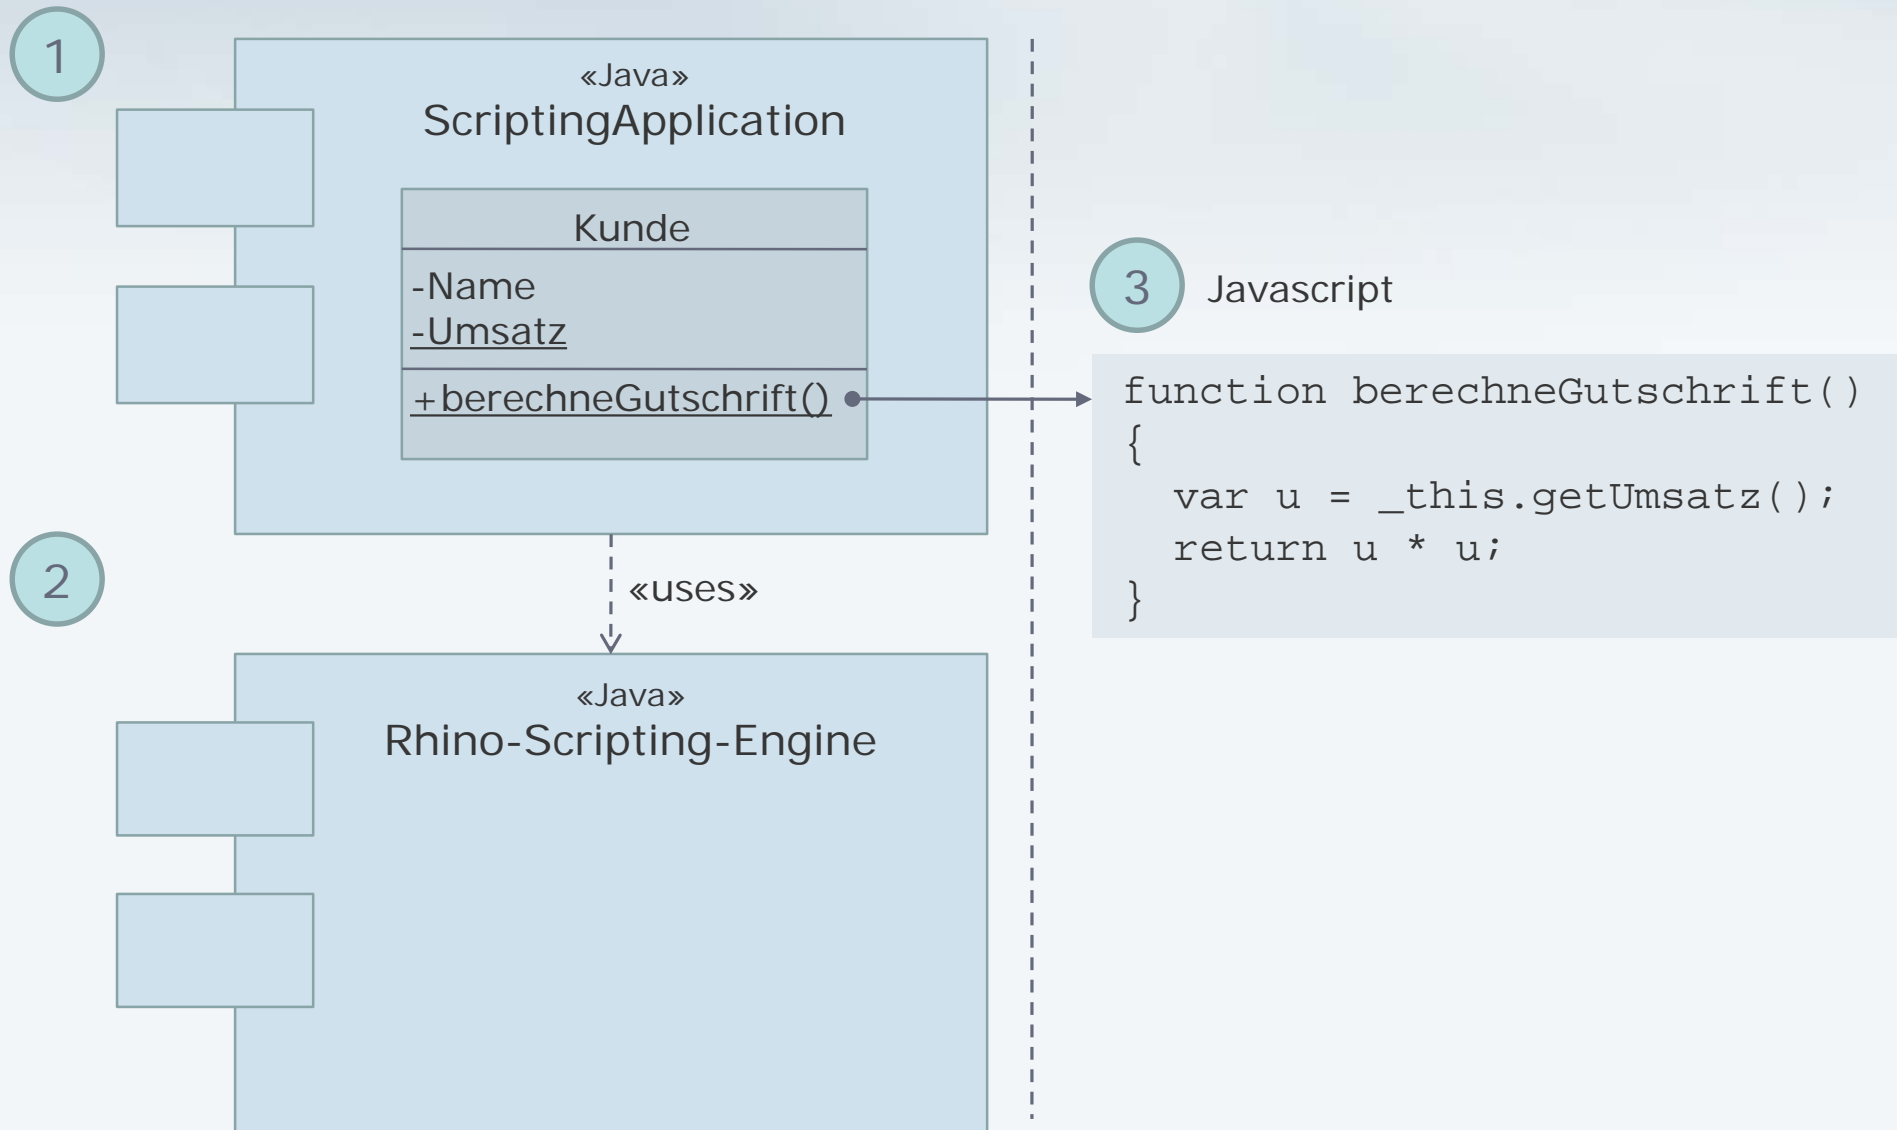 1
«Java»
ScriptingApplication
Kunde
-Name
-Umsatz
+berechneGutschrift()
2
«uses»
«Java»
Rhino-Scripting-Engine
3
Javascript
function berechneGutschrift()
{
var u = _this.getUmsatz();
return u * u;
}